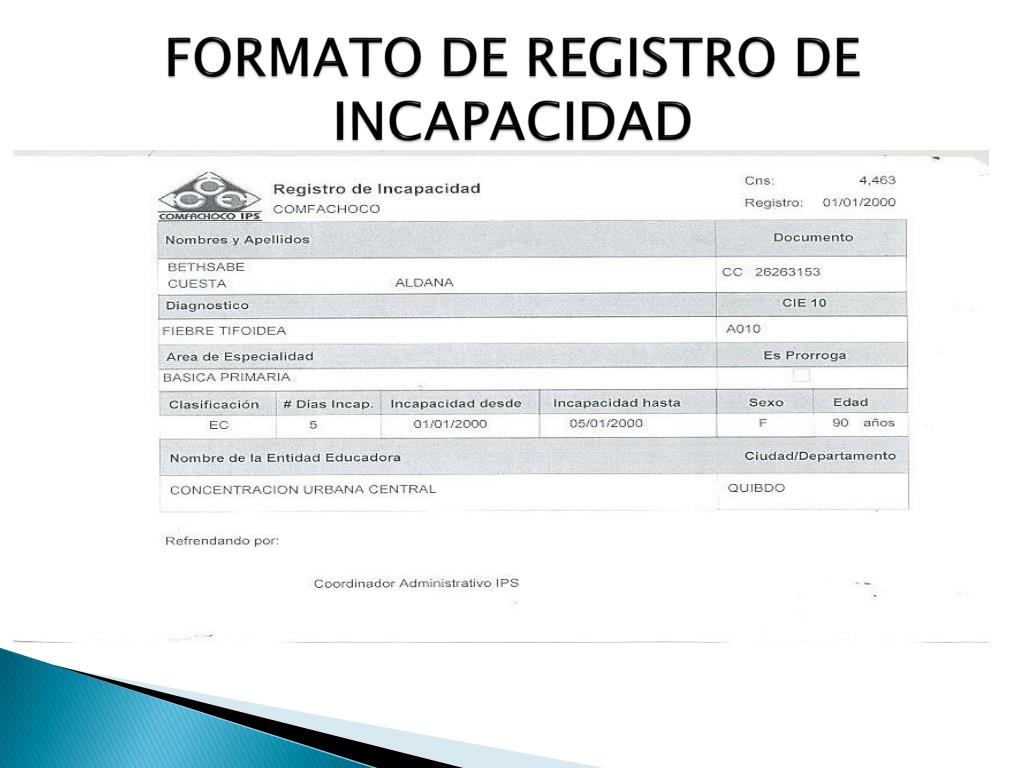 FORMATO DE REGISTRO DE
INCAPACIDAD
COMFACHOCO IPS
Registro de Incapacidad
COMFACHOCO
Cns: 4,463
Registro: 01/01/2000
Nombres y Apellidos Documento
BETHSABE
CUESTA ALDANA
CC 26263153
Diagnostico CIE 10
FIEBRE TIFOIDEA A010
Area de Especialidad Es Prorroga
BASICA PRIMARIA
Clasificación # Días Incap. Incapacidad desde Incapacidad hasta Sexo Edad
EC 5 01/01/2000 05/01/2000 F 90 años
Nombre de la Entidad Educadora Ciudad/Departamento
CONCENTRACION URBANA CENTRAL QUIBDO
Refrendando por:
Coordinador Administrativo IPS